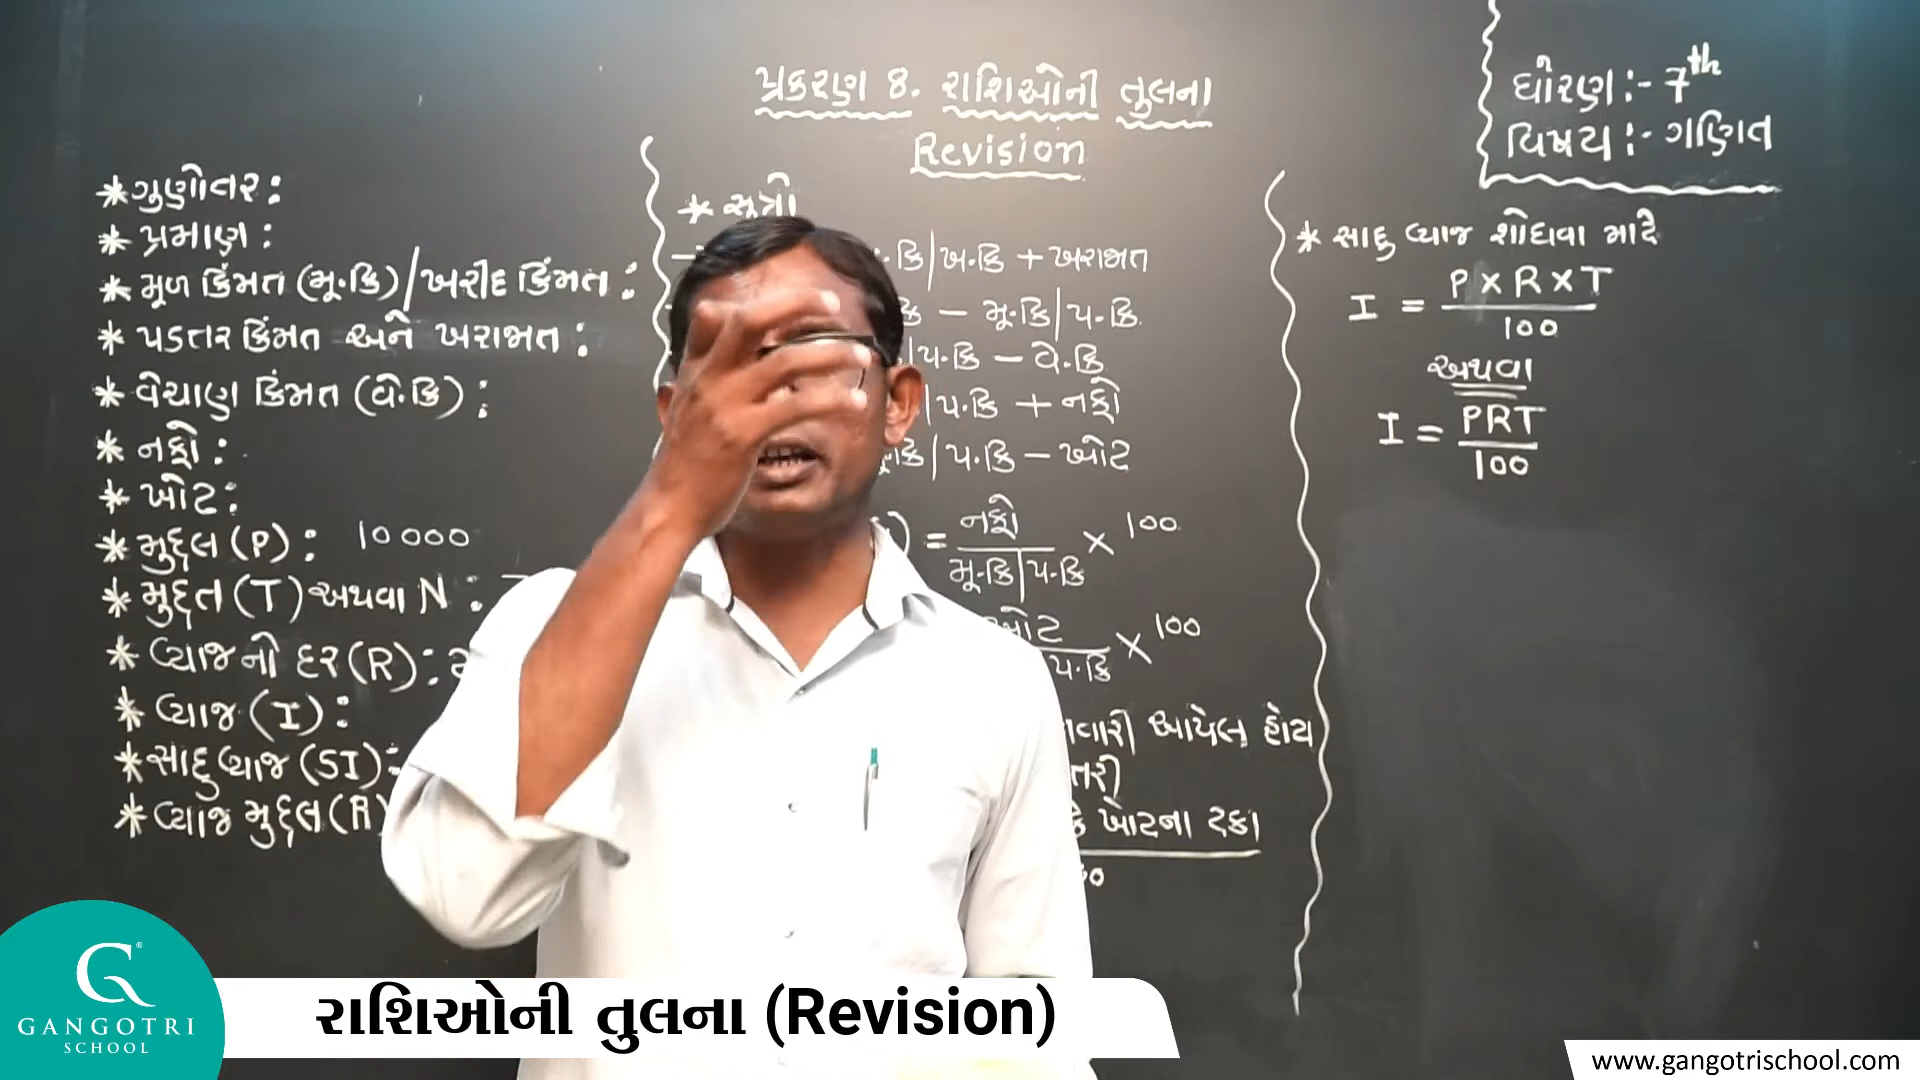 પ્રકરણ 8. રાશિઓની તુલના
Revision
ધોરણ :- 7th
વિષય :- ગણિત
* ગુણોત્તર :
* પ્રમાણ :
* મૂળ કિંમત (મૂ.કિ) / ખરીદ કિંમત :
* પડતર કિંમત અને ખરાજાત :
* વેચાણ કિંમત (વે.કિ) :
* નફો :
* ખોટ :
* મુદ્દલ (P) : 10000
* મુદ્દત (T) અથવા N :
* વ્યાજનો દર (R) :
* વ્યાજ (I) :
* સાદુ વ્યાજ (SI) :
* વ્યાજ મુદ્દલ (A)
* સૂત્રો
કિ/ખ.કિ + ખરાજાત
કિ – મૂ.કિ/પ.કિ
/પ.કિ – વે.કિ
/પ.કિ + નફો
કિ/પ.કિ – ખોટ
) = નફો / મૂ.કિ/પ.કિ × 100
ખોટ / પ.કિ × 100
આપેલ હોય
કે ખોટના ટકા
* સાદુ વ્યાજ શોધવા માટે
I = P × R × T / 100
અથવા
I = PRT / 100
G®
GANGOTRI
SCHOOL
રાશિઓની તુલના (Revision)
www.gangotrischool.com